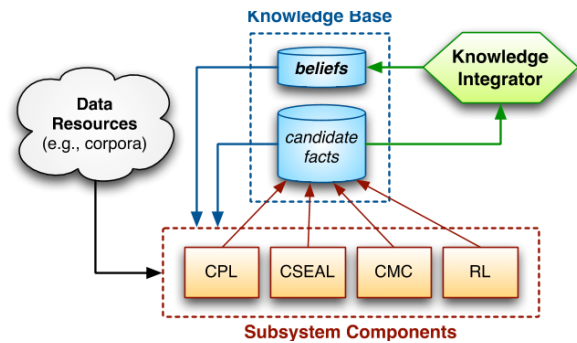 Knowledge Base
beliefs
Knowledge
Integrator
Data
Resources
(e.g., corpora)
candidate
facts
CPL
CSEAL
CMC
RL
Subsystem Components